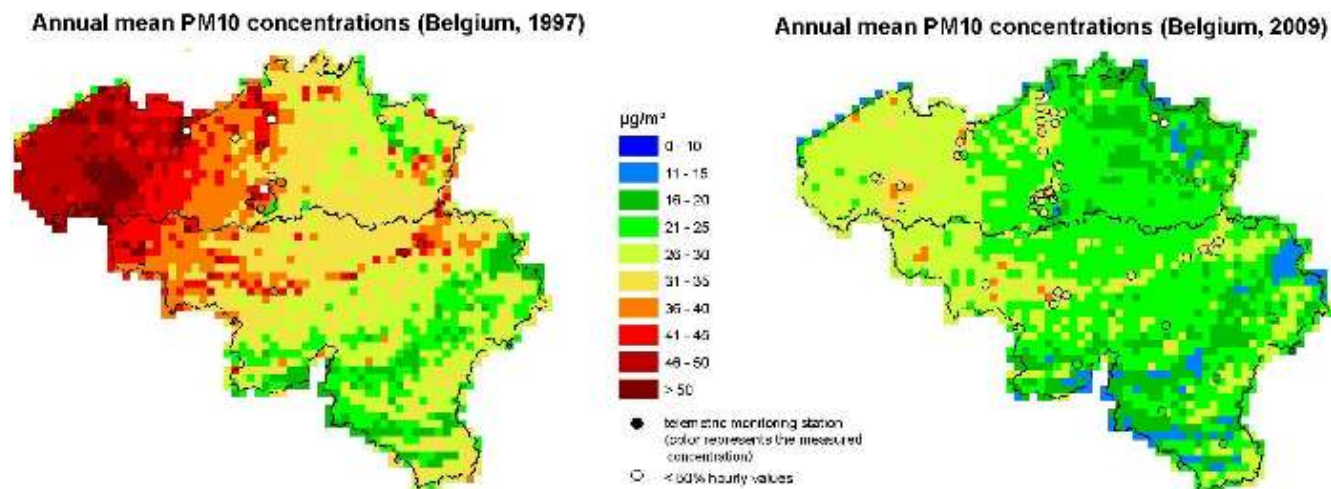 Annual mean PM10 concentrations (Belgium, 1997)
Annual mean PM10 concentrations (Belgium, 2009)
µg/m³
0 - 10
11 - 15
16 - 20
21 - 25
26 - 30
31 - 35
36 - 40
41 - 45
46 - 50
> 50
telemetric monitoring station
(color represents the measured
concentration)
< 50% hourly values